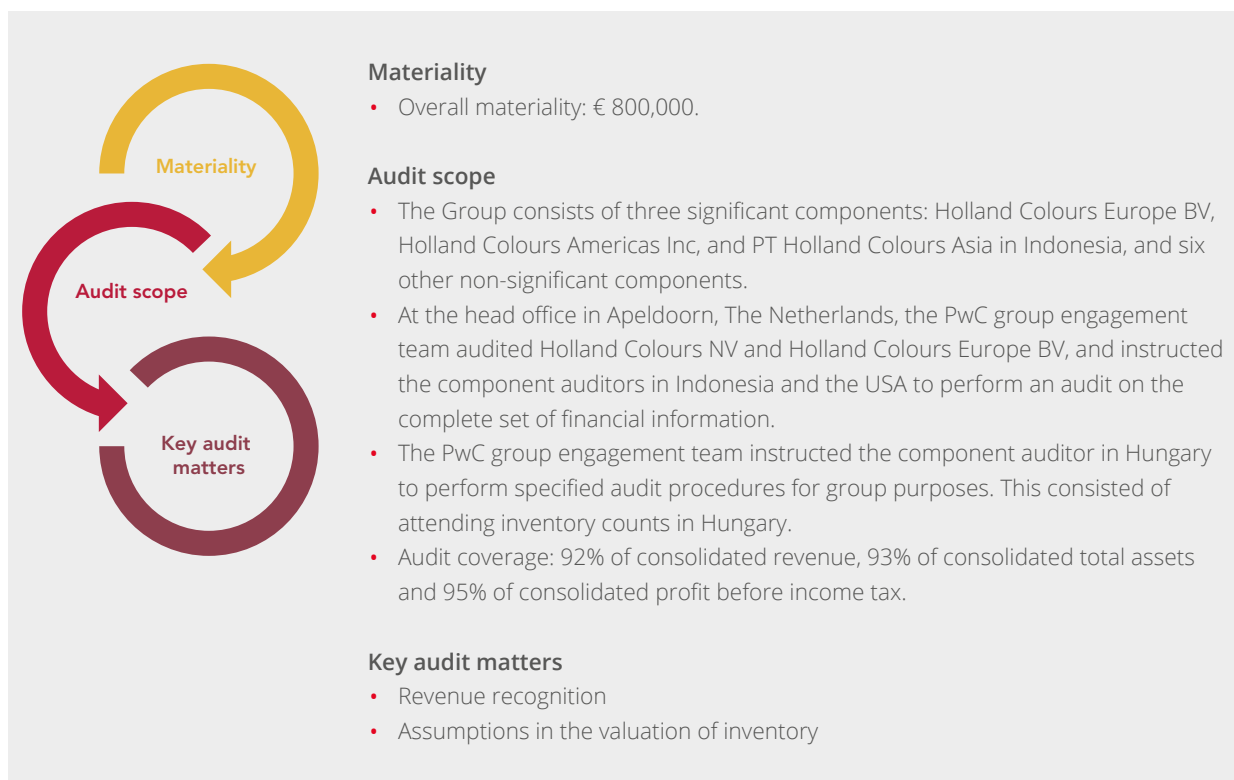 Materiality
Audit scope
Key audit
matters
Materiality
• Overall materiality: € 800,000.
Audit scope
• The Group consists of three significant components: Holland Colours Europe BV,
Holland Colours Americas Inc, and PT Holland Colours Asia in Indonesia, and six
other non-significant components.
• At the head office in Apeldoorn, The Netherlands, the PwC group engagement
team audited Holland Colours NV and Holland Colours Europe BV, and instructed
the component auditors in Indonesia and the USA to perform an audit on the
complete set of financial information.
• The PwC group engagement team instructed the component auditor in Hungary
to perform specified audit procedures for group purposes. This consisted of
attending inventory counts in Hungary.
• Audit coverage: 92% of consolidated revenue, 93% of consolidated total assets
and 95% of consolidated profit before income tax.
Key audit matters
• Revenue recognition
• Assumptions in the valuation of inventory